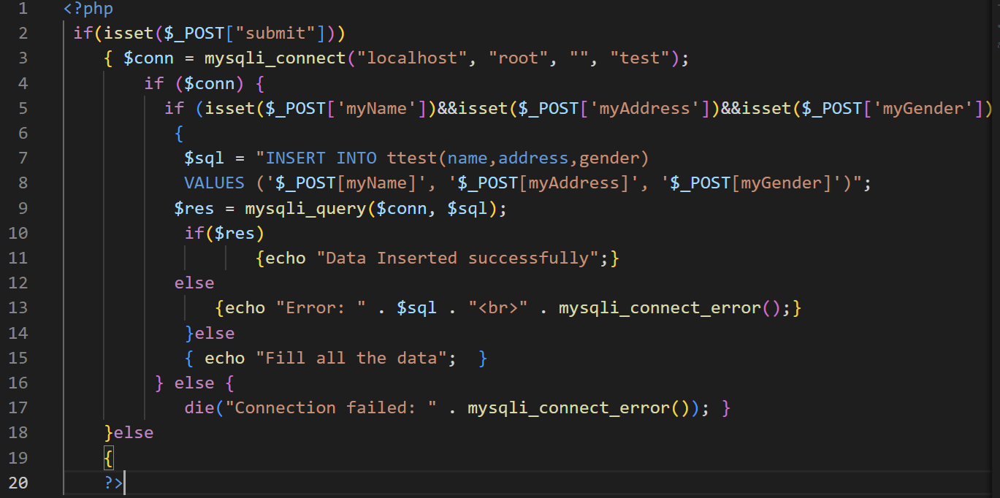 1 <?php
2 if(isset($_POST["submit"]))
3 { $conn = mysqli_connect("localhost", "root", "", "test");
4 if ($conn) {
5 if (isset($_POST['myName'])&&isset($_POST['myAddress'])&&isset($_POST['myGender'])
6 {
7 $sql = "INSERT INTO ttest(name,address,gender)
8 VALUES ('$_POST[myName]', '$_POST[myAddress]', '$_POST[myGender]')";
9 $res = mysqli_query($conn, $sql);
10 if($res)
11 {echo "Data Inserted successfully";}
12 else
13 {echo "Error: " . $sql . "<br>" . mysqli_connect_error();}
14 }else
15 { echo "Fill all the data";  }
16 } else {
17 die("Connection failed: " . mysqli_connect_error()); }
18 }else
19 {
20 ?>